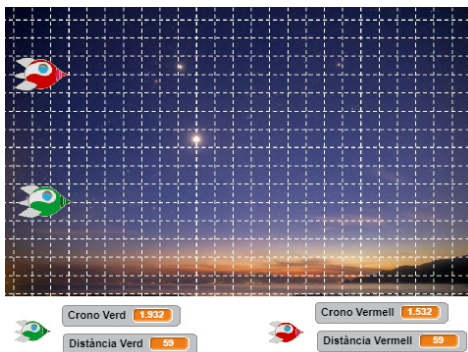 Crono Verd 1.932
Distància Verd 59
Crono Vermell 1.532
Distància Vermell 59